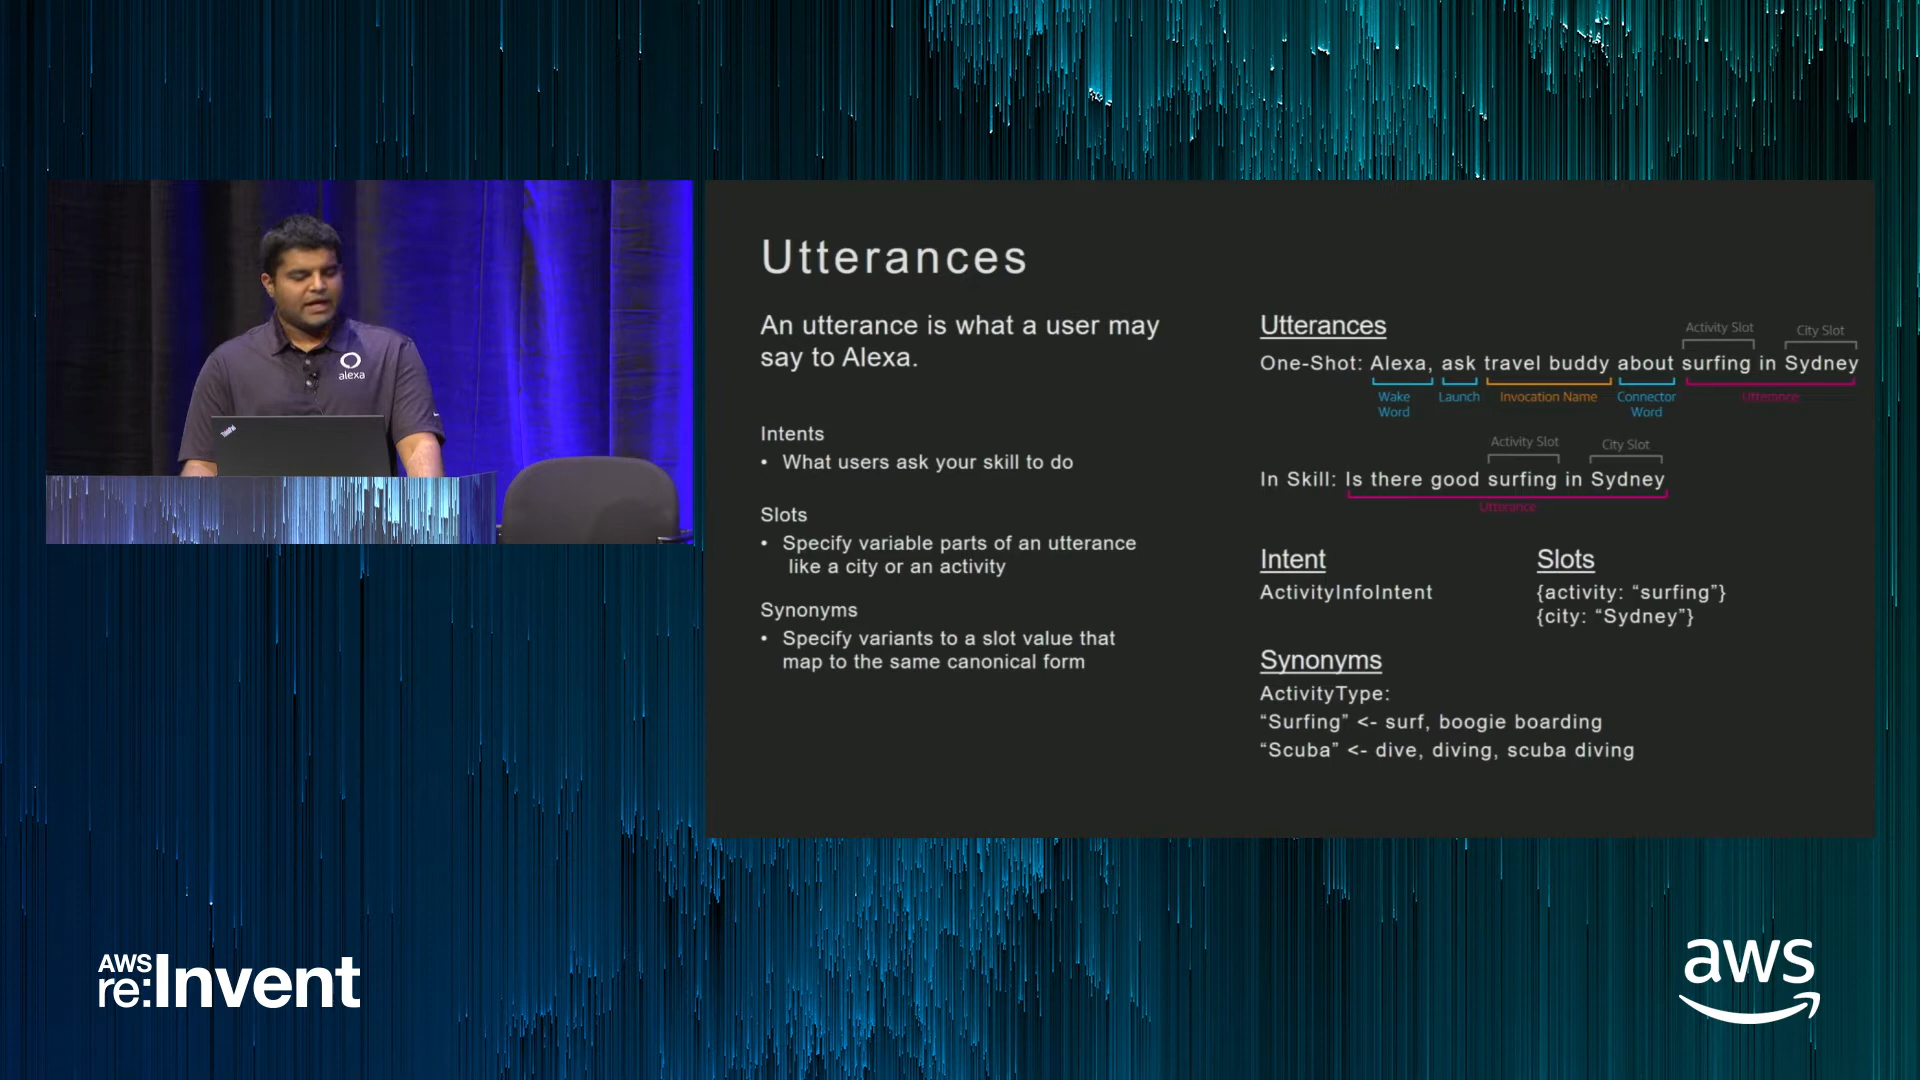 alexa
ThinkPad
Utterances
An utterance is what a user may
say to Alexa.
Intents
• What users ask your skill to do
Slots
• Specify variable parts of an utterance
like a city or an activity
Synonyms
• Specify variants to a slot value that
map to the same canonical form
Utterances
Activity Slot City Slot
One-Shot: Alexa, ask travel buddy about surfing in Sydney
Wake Word Launch Invocation Name Connector Word Utterance
Activity Slot City Slot
In Skill: Is there good surfing in Sydney
Utterance
Intent
ActivityInfoIntent
Slots
{activity: “surfing”}
{city: “Sydney”}
Synonyms
ActivityType:
“Surfing” <- surf, boogie boarding
“Scuba” <- dive, diving, scuba diving
AWS
re:Invent
aws